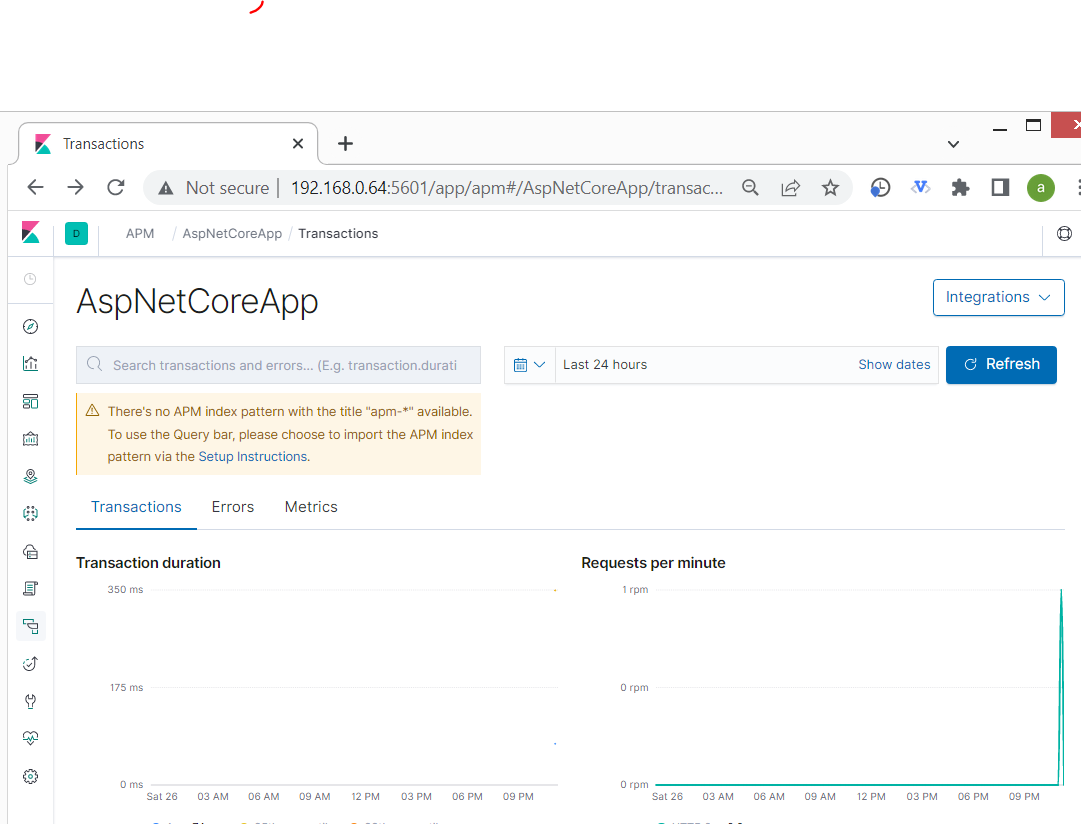 Transactions
Not secure
192.168.0.64:5601/app/apm#/AspNetCoreApp/transac...
a
D
APM / AspNetCoreApp / Transactions
AspNetCoreApp
Integrations
Search transactions and errors... (E.g. transaction.durati
Last 24 hours
Show dates
Refresh
There's no APM index pattern with the title "apm-*" available.
To use the Query bar, please choose to import the APM index
pattern via the Setup Instructions.
Transactions Errors Metrics
Transaction duration
350 ms
175 ms
0 ms
Sat 26 03 AM 06 AM 09 AM 12 PM 03 PM 06 PM 09 PM
Requests per minute
1 rpm
0 rpm
0 rpm
Sat 26 03 AM 06 AM 09 AM 12 PM 03 PM 06 PM 09 PM